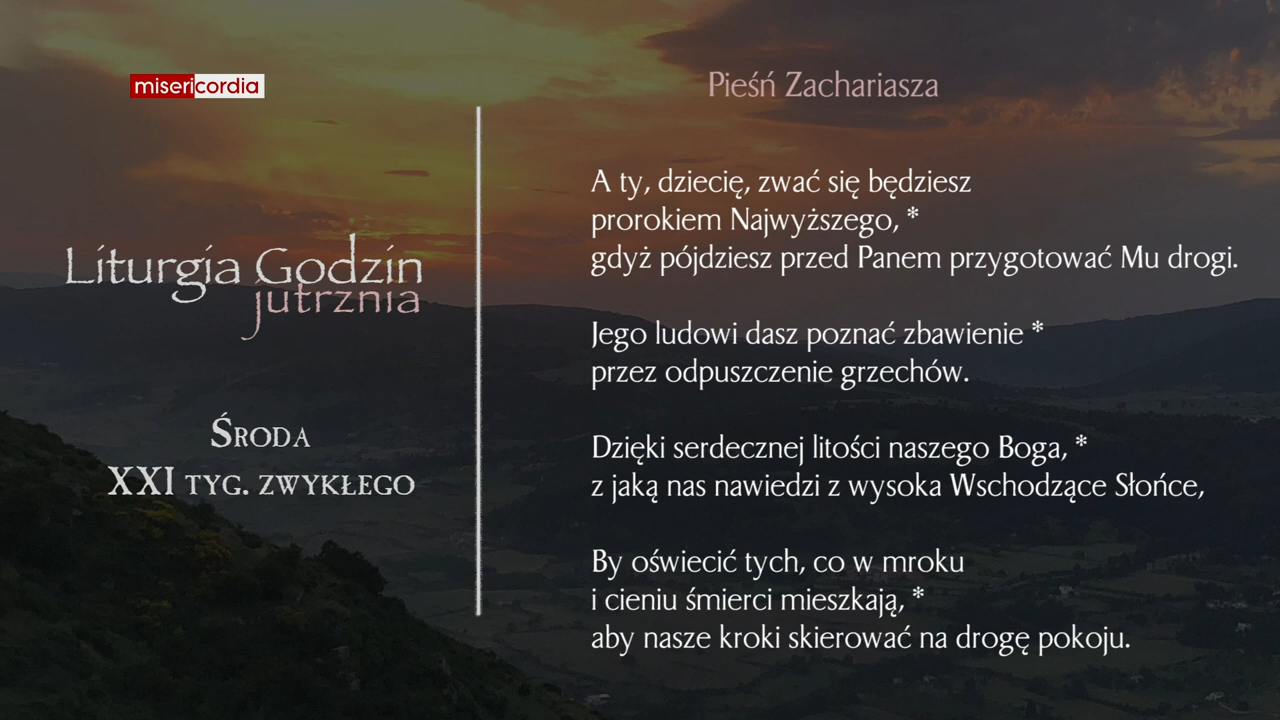 misericordia
Liturgia Godzin
jutrznia
Środa
XXI tyg. zwykłego
Pieśń Zachariasza
A ty, dziecię, zwać się będziesz
prorokiem Najwyższego, *
gdyż pójdziesz przed Panem przygotować Mu drogi.
Jego ludowi dasz poznać zbawienie *
przez odpuszczenie grzechów.
Dzięki serdecznej litości naszego Boga, *
z jaką nas nawiedzi z wysoka Wschodzące Słońce,
By oświecić tych, co w mroku
i cieniu śmierci mieszkają, *
aby nasze kroki skierować na drogę pokoju.